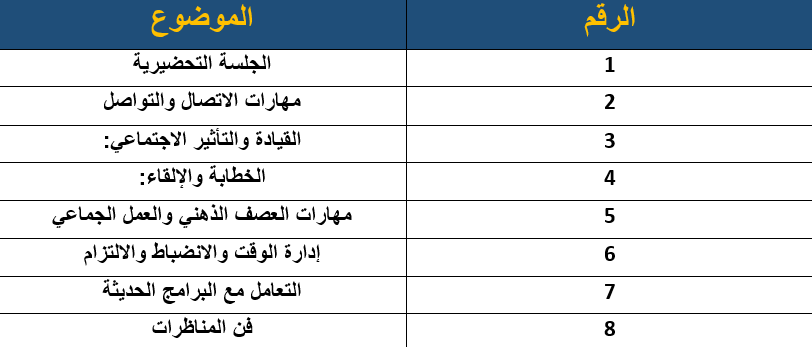 الرقم الموضوع
1 الجلسة التحضيرية
2 مهارات الاتصال والتواصل
3 القيادة والتأثير الاجتماعي:
4 الخطابة والإلقاء:
5 مهارات العصف الذهني والعمل الجماعي
6 إدارة الوقت والانضباط والالتزام
7 التعامل مع البرامج الحديثة
8 فن المناظرات